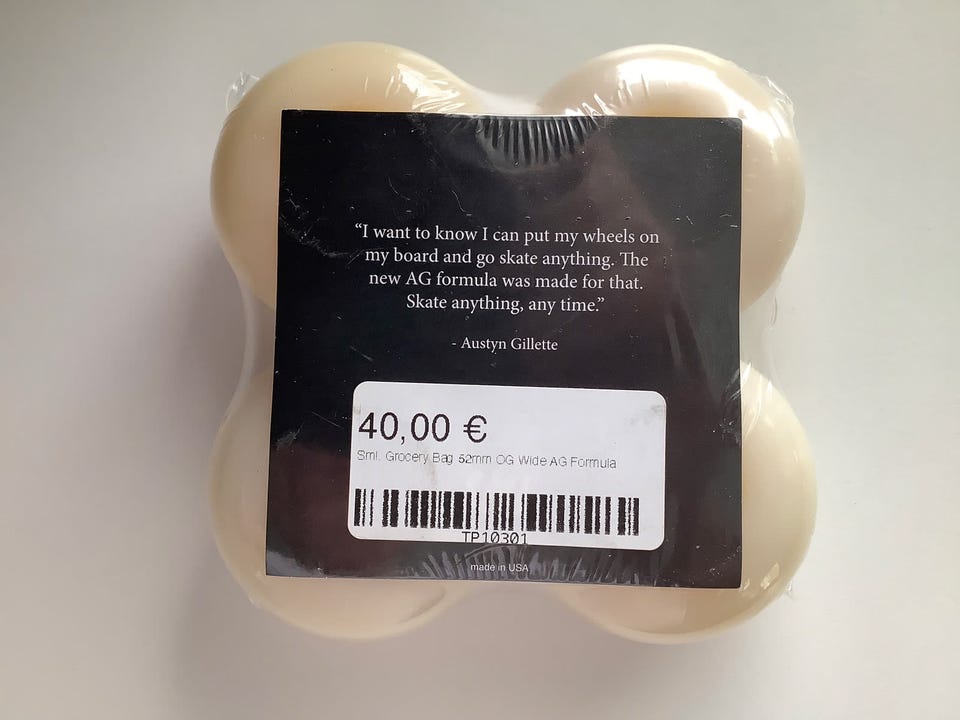 “I want to know I can put my wheels on
my board and go skate anything. The
new AG formula was made for that.
Skate anything, any time.”
- Austyn Gillette
40,00 €
Sml. Grocery Bag 52mm OG Wide AG Formula
TP10301
made in USA